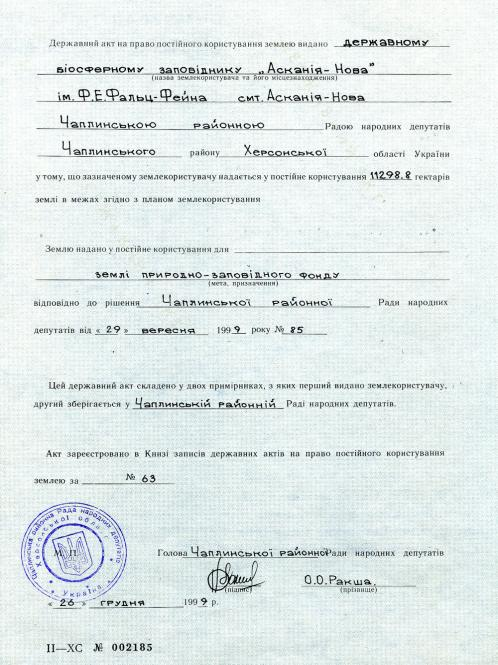 Державний акт на право постійного користування землею видано державному
біосферному заповіднику „Асканія-Нова”
(назва землекористувача та його місцезнаходження)
ім. Ф.Е.Фальц-Фейна смт. Асканія-Нова
Чаплинською районною Радою народних депутатів
Чаплинського району Херсонської області України
у тому, що зазначеному землекористувачу надається у постійне користування 11298.8 гектарів
землі в межах згідно з планом землекористування
Землю надано у постійне користування для
землі природно-заповідного фонду
(мета, призначення)
відповідно до рішення Чаплинської районної Ради народних
депутатів від « 29 » вересня 1999 року № 85
Цей державний акт складено у двох примірниках, з яких перший видано землекористувачу,
другий зберігається у Чаплинській районній Раді народних депутатів.
Акт зареєстровано в Книзі записів державних актів на право постійного користування
землею за № 63
Чаплинська районна Рада народних депутатів
Херсонської області
Україна
М. П.
Голова Чаплинської районної Ради народних депутатів
О.О.Ракша.
(підпис) (прізвище)
« 26 » грудня 1999 р.
II—ХС № 002185